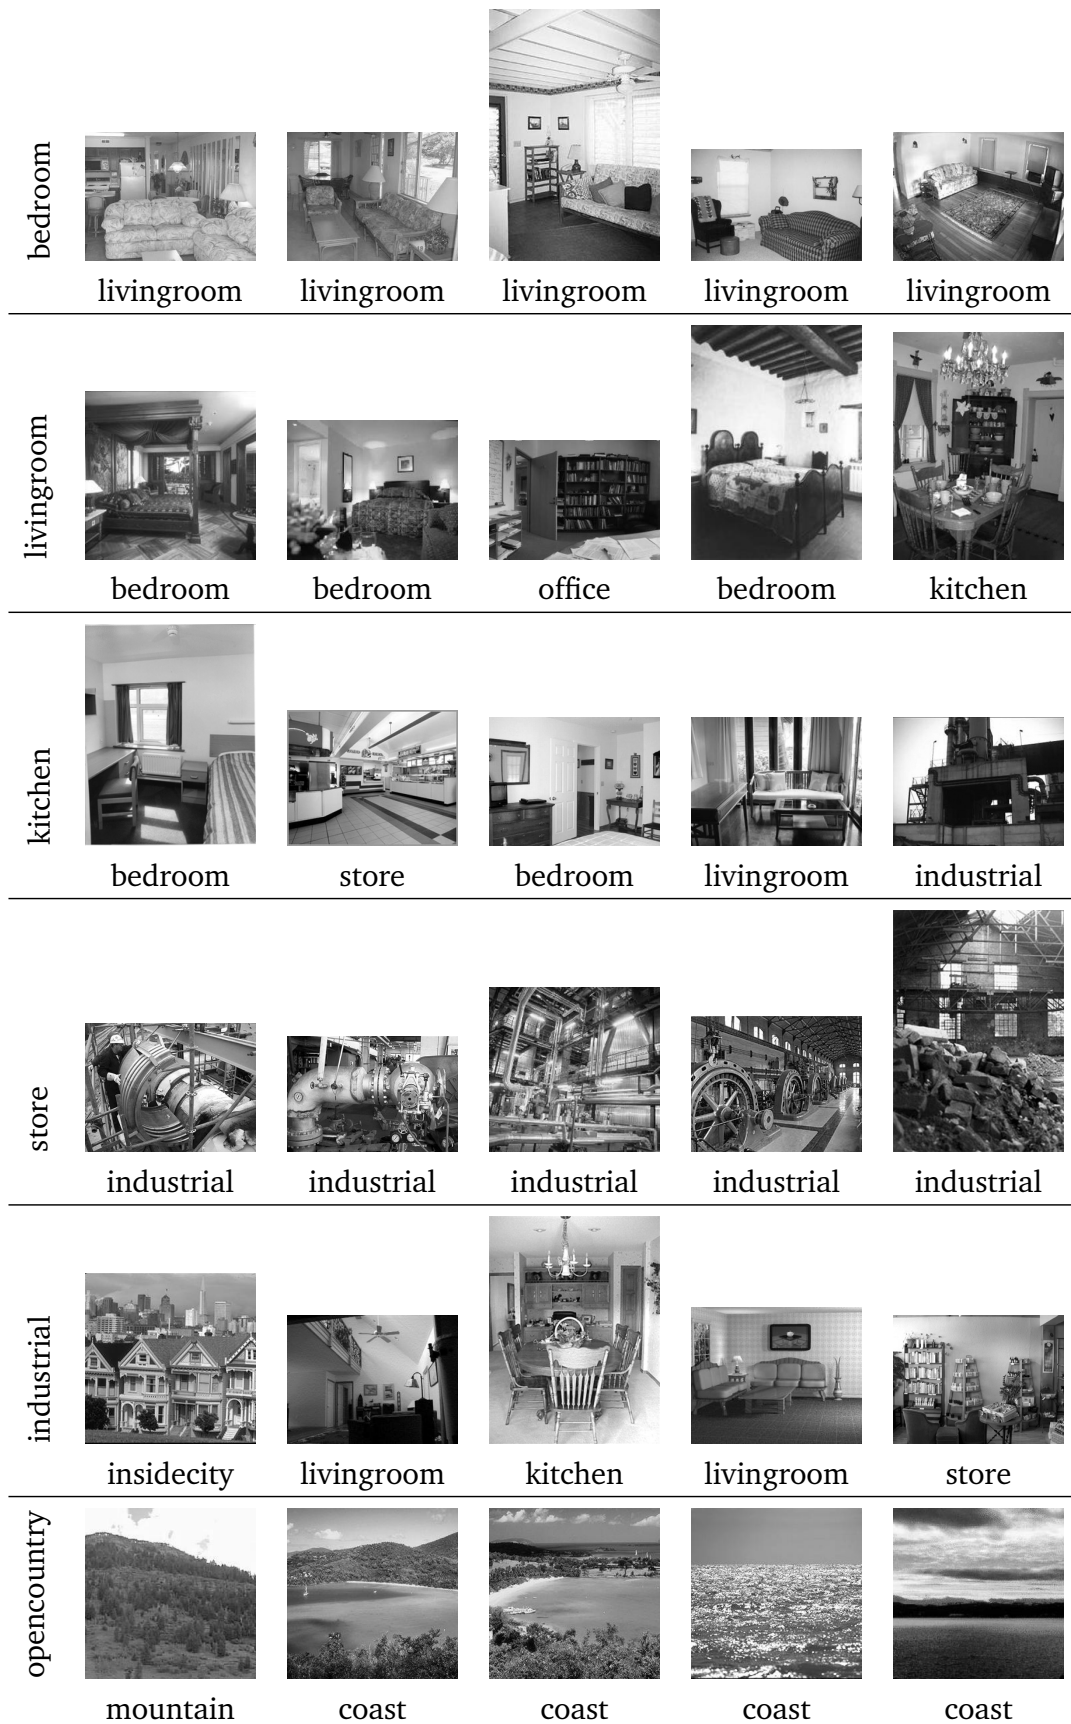 bedroom
livingroom livingroom livingroom livingroom livingroom
livingroom
bedroom bedroom office bedroom kitchen
kitchen
bedroom store bedroom livingroom industrial
store
industrial industrial industrial industrial industrial
industrial
insidecity livingroom kitchen livingroom store
opencountry
mountain coast coast coast coast